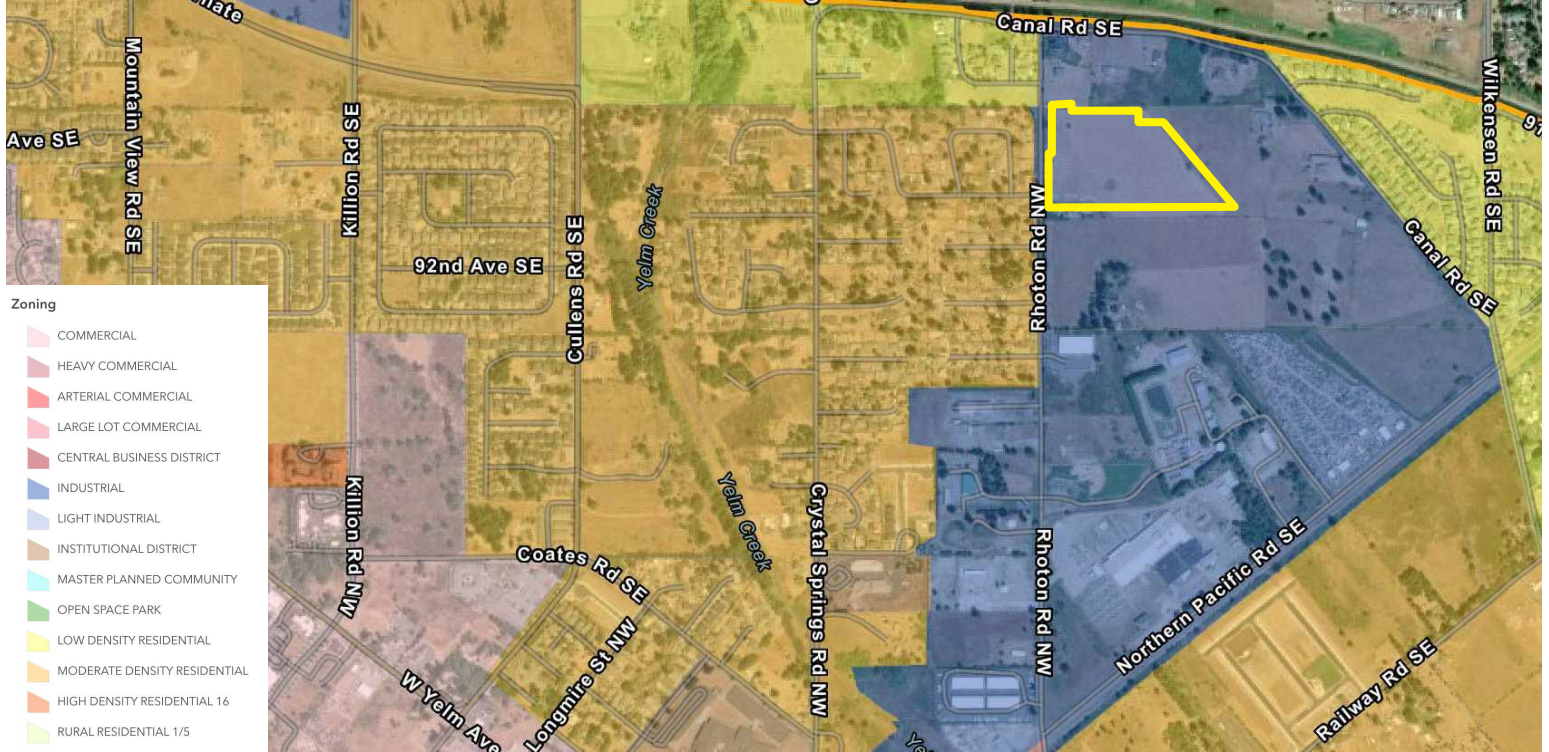 nate
Canal Rd SE
Mountain View Rd SE
Killion Rd SE
Wilkensen Rd SE
91
Ave SE
Yelm Creek
Rhoton Rd NW
Cullens Rd SE
92nd Ave SE
Canal Rd SE
Zoning
COMMERCIAL
HEAVY COMMERCIAL
ARTERIAL COMMERCIAL
LARGE LOT COMMERCIAL
CENTRAL BUSINESS DISTRICT
INDUSTRIAL
LIGHT INDUSTRIAL
INSTITUTIONAL DISTRICT
MASTER PLANNED COMMUNITY
OPEN SPACE PARK
LOW DENSITY RESIDENTIAL
MODERATE DENSITY RESIDENTIAL
HIGH DENSITY RESIDENTIAL 16
RURAL RESIDENTIAL 1/5
Killion Rd NW
Yelm Creek
Crystal Springs Rd NW
Coates Rd SE
Rhoton Rd NW
Northern Pacific Rd SE
Longmire St NW
W Yelm Ave
Railway Rd SE
Ye